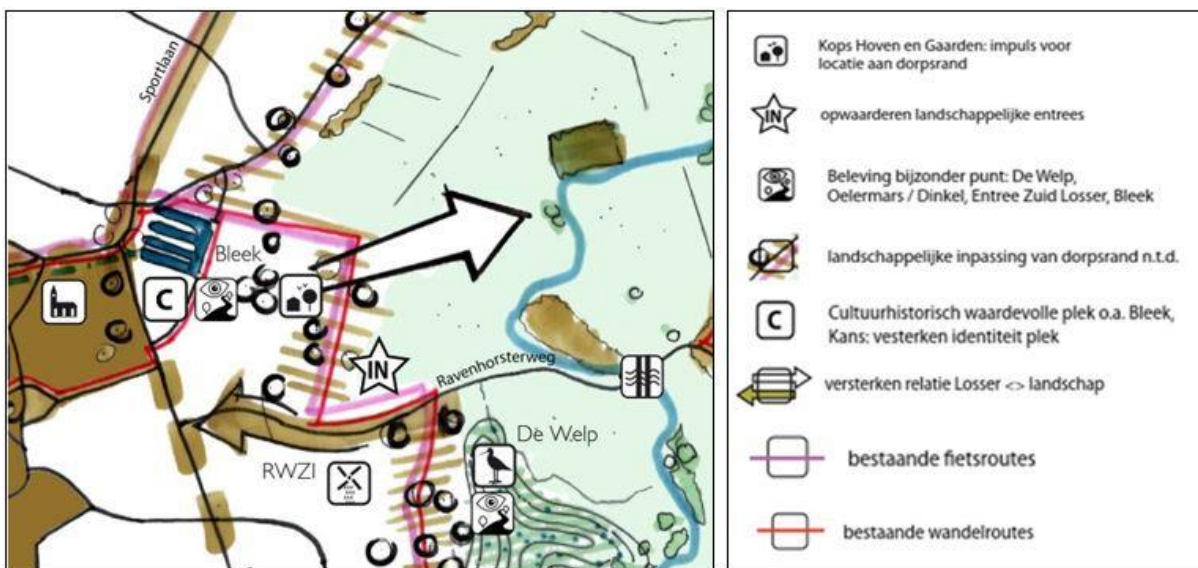 Sportlaan
Bleek
C
IN
Ravenhorsterweg
De Welp
RWZI
Kops Hoven en Gaarden: impuls voor
locatie aan dorpsrand
IN
opwaarderen landschappelijke entrees
Beleving bijzonder punt: De Welp,
Oelermars / Dinkel, Entree Zuid Losser, Bleek
landschappelijke inpassing van dorpsrand n.t.d.
C
Cultuurhistorisch waardevolle plek o.a. Bleek,
Kans: vesterken identiteit plek
versterken relatie Losser <> landschap
bestaande fietsroutes
bestaande wandelroutes